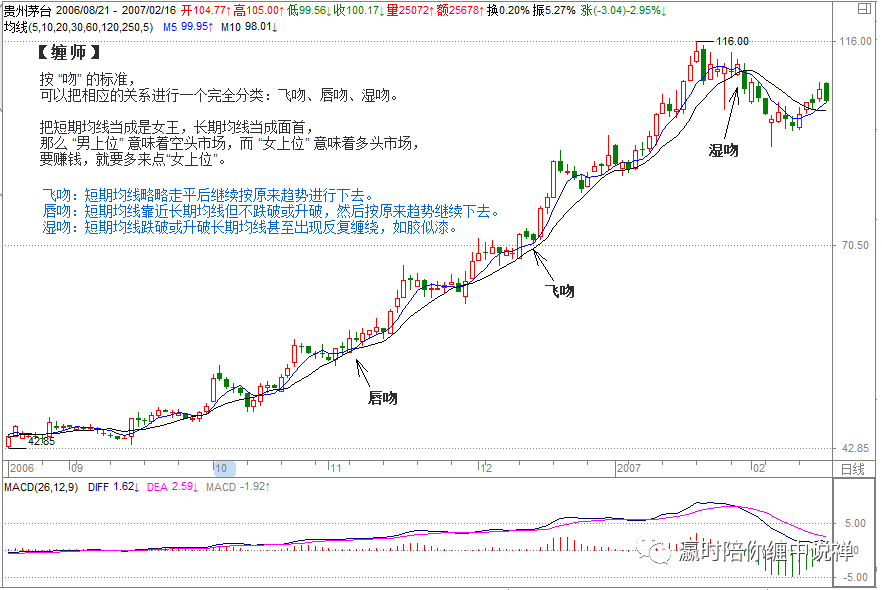 贵州茅台 2006/08/21 - 2007/02/16 开104.77↑高105.00↑低99.56↓收100.17↓量25072↑额25678↑换0.20%振5.27% 涨(-3.04)-2.95%↓
均线(5,10,20,30,60,120,250,5) M5 99.95↑ M10 98.01↓
【缠师】
按 “吻” 的标准，
可以把相应的关系进行一个完全分类：飞吻、唇吻、湿吻。
把短期均线当成是女王，长期均线当成面首，
那么 “男上位” 意味着空头市场，而 “女上位” 意味着多头市场，
要赚钱，就要多来点“女上位”。
飞吻：短期均线略略走平后继续按原来趋势进行下去。
唇吻：短期均线靠近长期均线但不跌破或升破，然后按原来趋势继续下去。
湿吻：短期均线跌破或升破长期均线甚至出现反复缠绕，如胶似漆。
116.00
116.00
湿吻
70.50
飞吻
唇吻
42.85
42.85
2006 09 10 11 12 2007 02 日线
MACD(26,12,9) DIFF 1.62↓ DEA 2.59↓ MACD -1.92↑
5.00
赢时陪你缠中说禅
-5.00